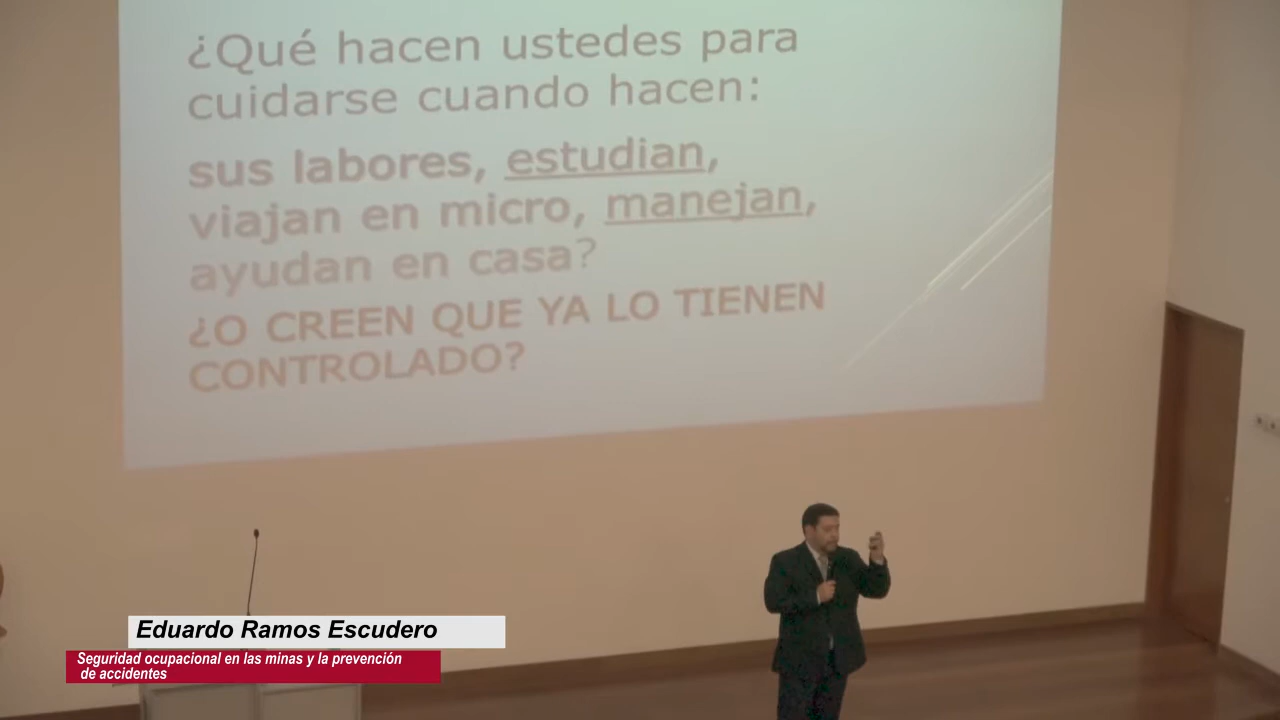 ¿Qué hacen ustedes para
cuidarse cuando hacen:
sus labores, estudian,
viajan en micro, manejan,
ayudan en casa?
¿O CREEN QUE YA LO TIENEN
CONTROLADO?
Eduardo Ramos Escudero
Seguridad ocupacional en las minas y la prevención
de accidentes